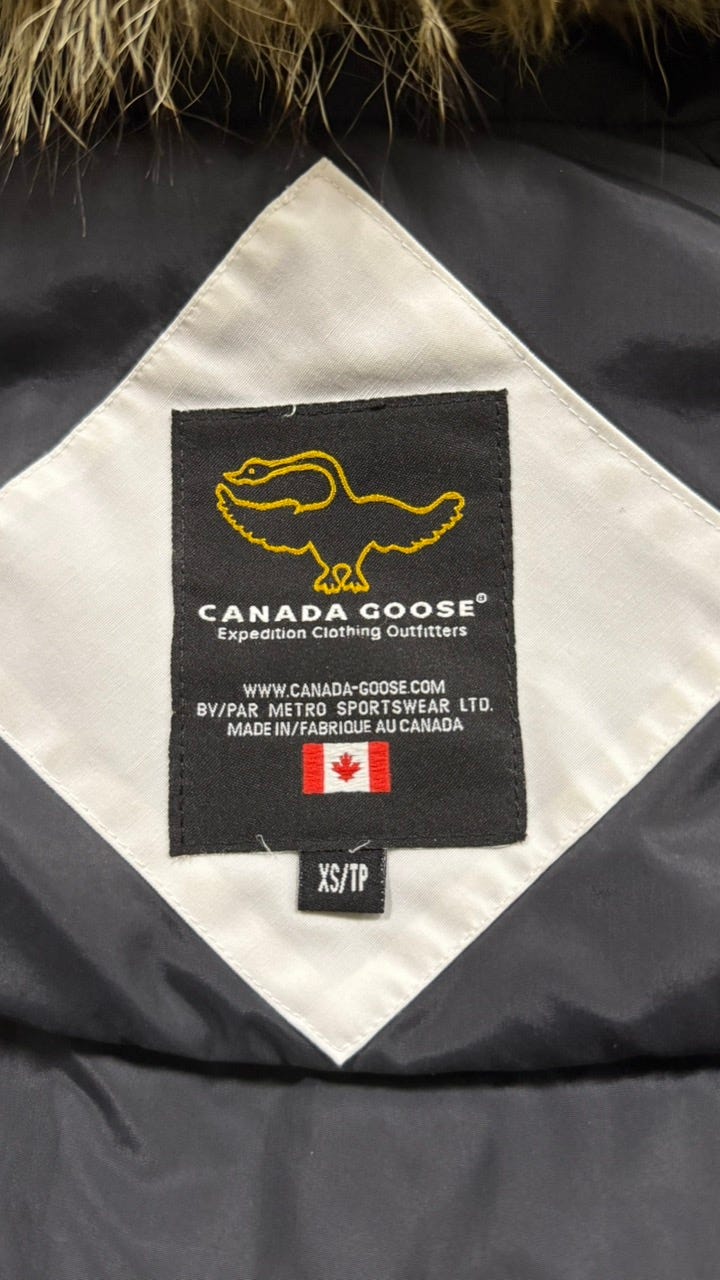 CANADA GOOSE®
Expedition Clothing Outfitters
WWW.CANADA-GOOSE.COM
BY/PAR METRO SPORTSWEAR LTD.
MADE IN/FABRIQUE AU CANADA
XS/TP